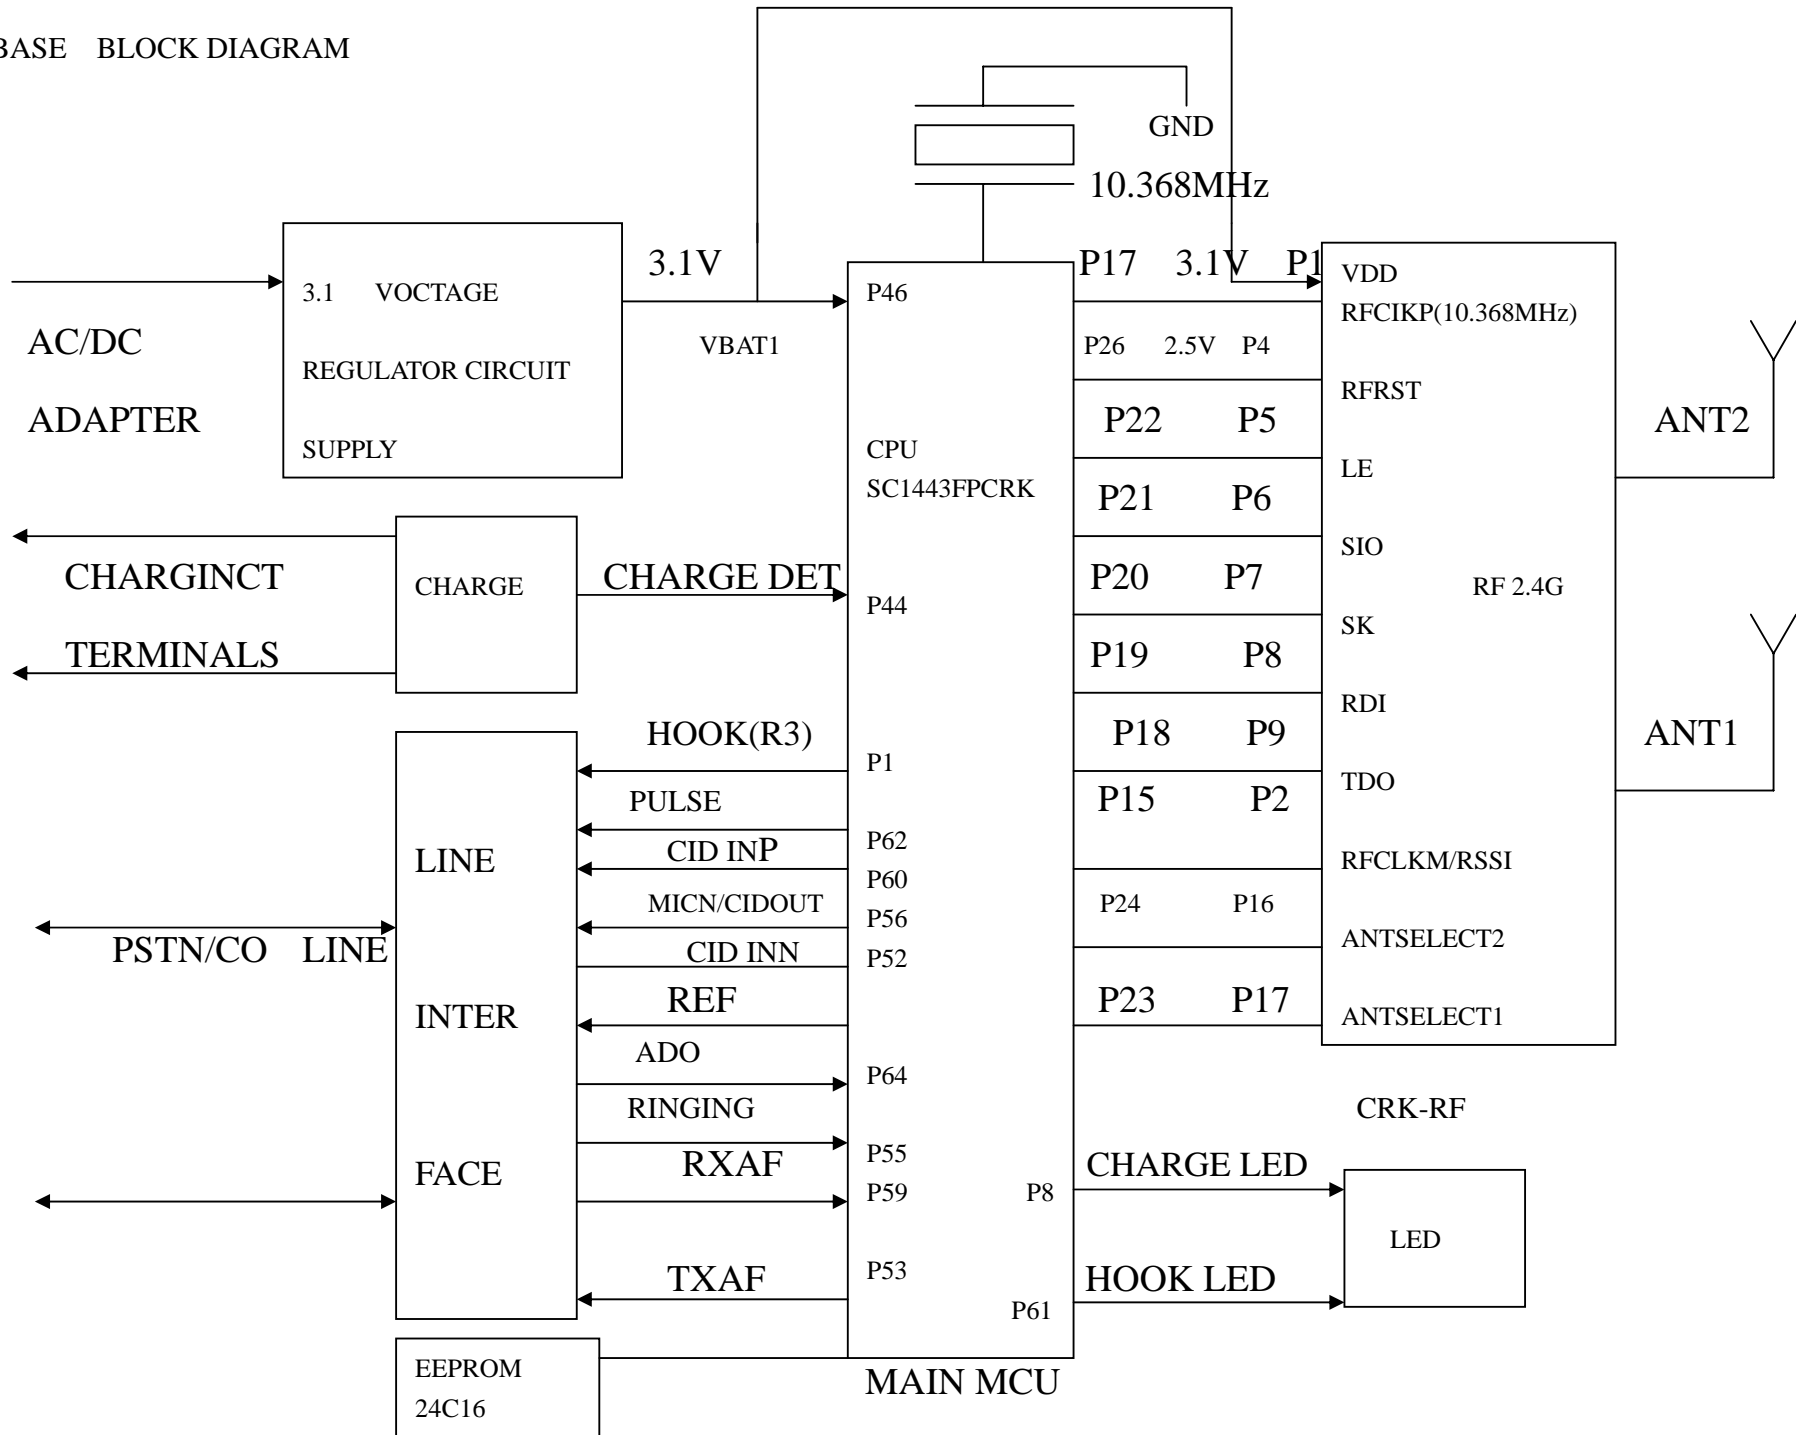 BASE BLOCK DIAGRAM
GND
10.368MHz
3.1V
P17 3.1V P1
VDD
3.1 VOCTAGE
P46
RFCIKP(10.368MHz)
AC/DC
VBAT1
P26 2.5V P4
REGULATOR CIRCUIT
RFRST
ADAPTER
P22 P5
ANT2
SUPPLY
CPU
LE
SC1443FPCRK
P21 P6
SIO
CHARGINCT
CHARGE
CHARGE DET
P20 P7
RF 2.4G
P44
SK
TERMINALS
P19 P8
RDI
HOOK(R3)
P18 P9
ANT1
P1
TDO
PULSE
P15 P2
P62
LINE
CID INP
RFCLKM/RSSI
P60
MICN/CIDOUT
P24 P16
P56
PSTN/CO LINE
CID INN
P52
ANTSELECT2
REF
P23 P17
INTER
ANTSELECT1
ADO
P64
RINGING
CRK-RF
P55
FACE
RXAF
CHARGE LED
P59
P8
LED
P53
TXAF
HOOK LED
P61
EEPROM
MAIN MCU
24C16